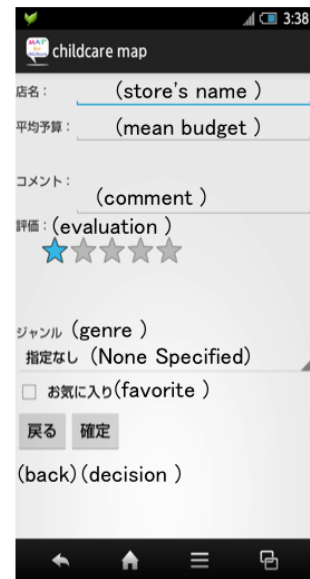 3:38
MAP
childcare map
店名： (store's name )
平均予算： (mean budget )
コメント：
(comment )
評価：(evaluation )
ジャンル (genre )
指定なし (None Specified)
お気に入り(favorite )
戻る 確定
(back)(decision )